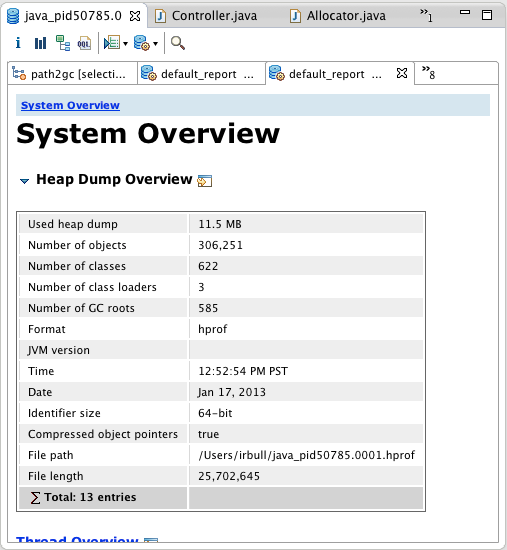 java_pid50785.0
Controller.java
Allocator.java
»1
i
OQL
path2gc [selecti...
default_report ...
default_report ...
»8
System Overview
System Overview
Heap Dump Overview
Used heap dump 11.5 MB
Number of objects 306,251
Number of classes 622
Number of class loaders 3
Number of GC roots 585
Format hprof
JVM version
Time 12:52:54 PM PST
Date Jan 17, 2013
Identifier size 64-bit
Compressed object pointers true
File path /Users/irbull/java_pid50785.0001.hprof
File length 25,702,645
∑ Total: 13 entries
Thread Overview